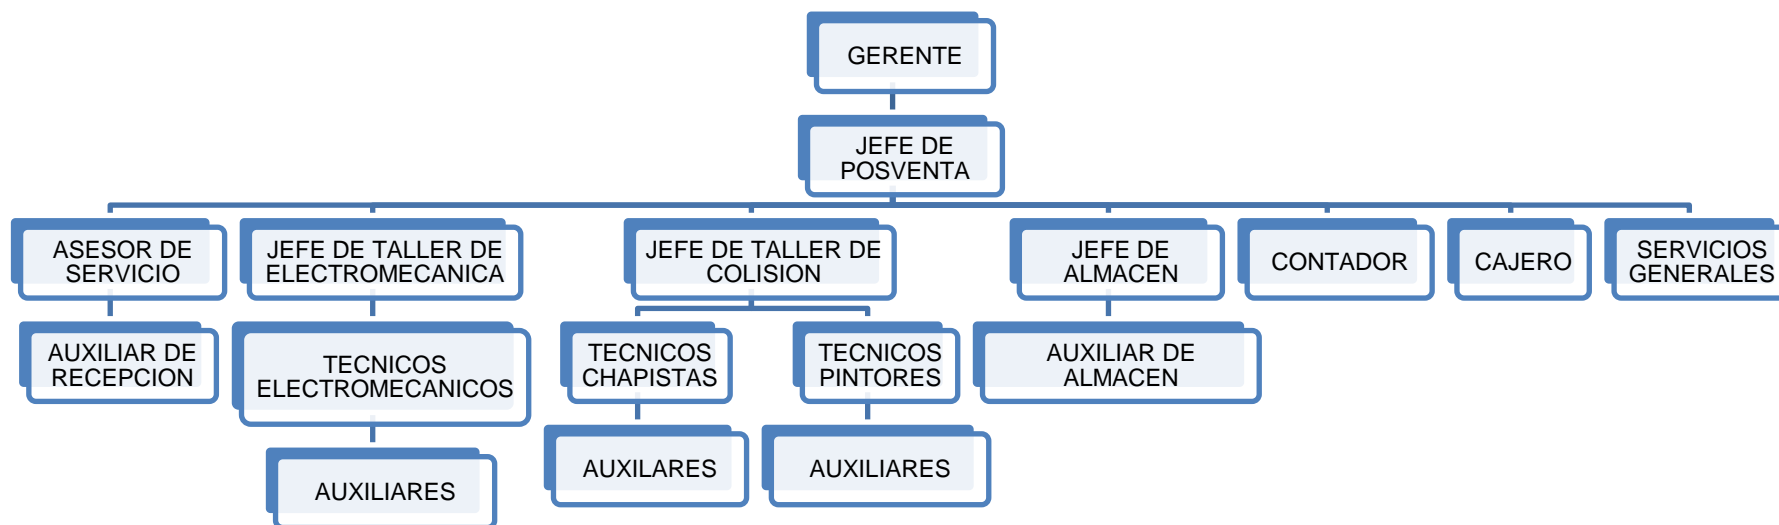 GERENTE
JEFE DE
POSVENTA
ASESOR DE
SERVICIO
JEFE DE TALLER DE
ELECTROMECANICA
JEFE DE TALLER DE
COLISION
JEFE DE
ALMACEN
CONTADOR
CAJERO
SERVICIOS
GENERALES
AUXILIAR DE
RECEPCION
TECNICOS
ELECTROMECANICOS
TECNICOS
CHAPISTAS
TECNICOS
PINTORES
AUXILIAR DE
ALMACEN
AUXILIARES
AUXILARES
AUXILIARES